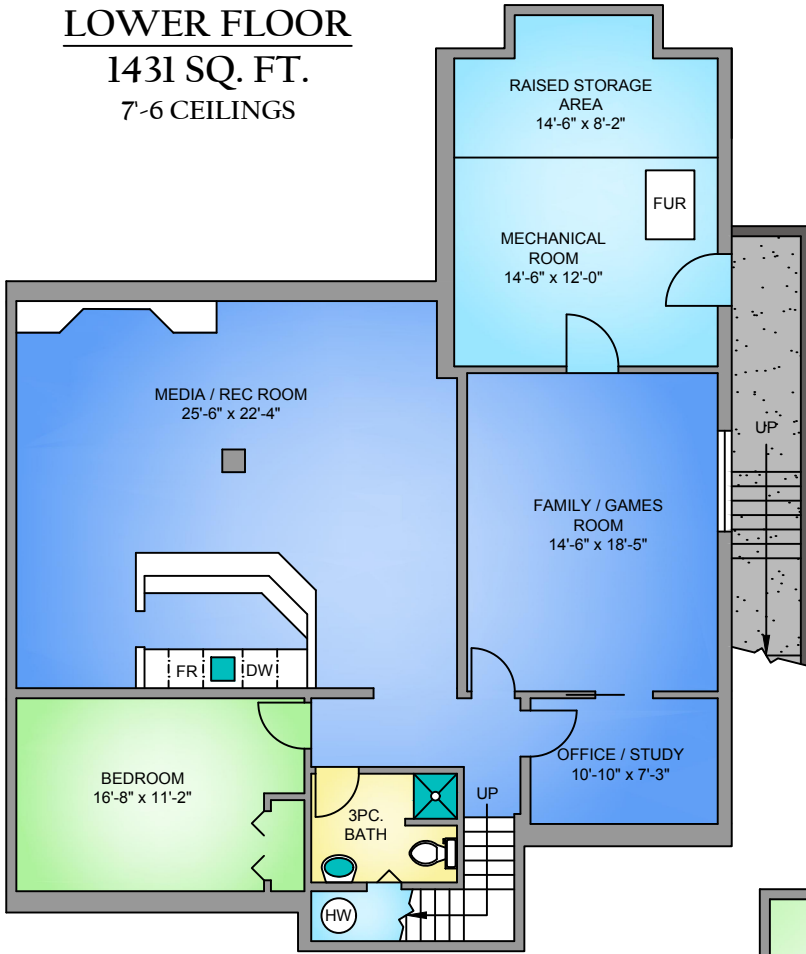 LOWER FLOOR
1431 SQ. FT.
7'-6 CEILINGS
RAISED STORAGE
AREA
14'-6" x 8'-2"
FUR
MECHANICAL
ROOM
14'-6" x 12'-0"
MEDIA / REC ROOM
25'-6" x 22'-4"
UP
FAMILY / GAMES
ROOM
14'-6" x 18'-5"
FR
DW
BEDROOM
16'-8" x 11'-2"
OFFICE / STUDY
10'-10" x 7'-3"
UP
3PC.
BATH
HW